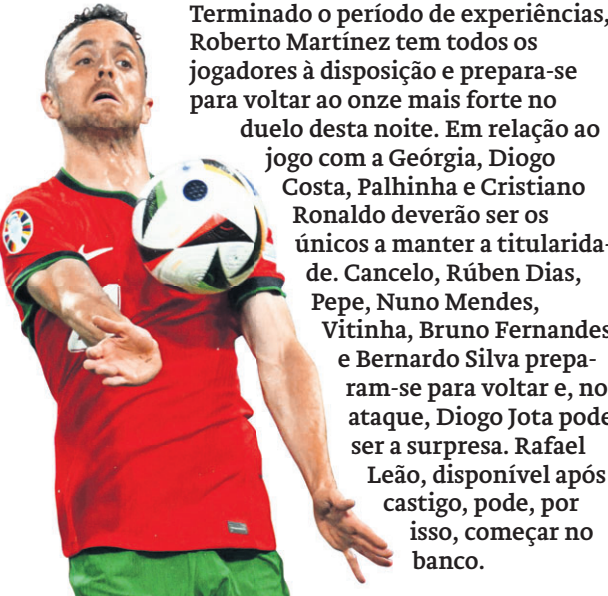 Terminado o período de experiências,
Roberto Martínez tem todos os
jogadores à disposição e prepara-se
para voltar ao onze mais forte no
duelo desta noite. Em relação ao
jogo com a Geórgia, Diogo
Costa, Palhinha e Cristiano
Ronaldo deverão ser os
únicos a manter a titularida-
de. Cancelo, Rúben Dias,
Pepe, Nuno Mendes,
Vitinha, Bruno Fernandes
e Bernardo Silva prepa-
ram-se para voltar e, no
ataque, Diogo Jota pode
ser a surpresa. Rafael
Leão, disponível após
castigo, pode, por
isso, começar no
banco.